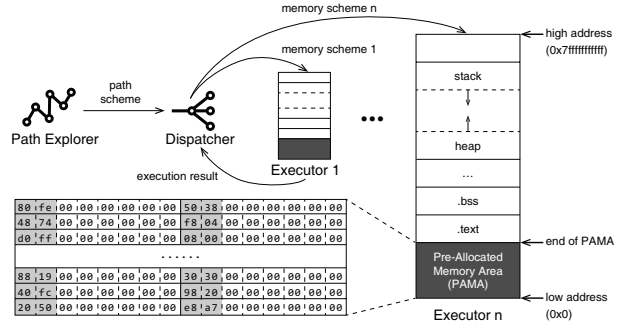 memory scheme n
memory scheme 1
path
scheme
Path Explorer
Dispatcher
execution result
Executor 1
•••
high address
(0x7fffffffffff)
stack
heap
...
.bss
.text
end of PAMA
Pre-Allocated
Memory Area
(PAMA)
low address
(0x0)
Executor n
80 fe 00 00 00 00 00 00 50 38 00 00 00 00 00 00
48 74 00 00 00 00 00 00 f8 04 00 00 00 00 00 00
d0 ff 00 00 00 00 00 00 08 00 00 00 00 00 00 00
......
88 19 00 00 00 00 00 00 30 30 00 00 00 00 00 00
40 fc 00 00 00 00 00 00 98 20 00 00 00 00 00 00
20 50 00 00 00 00 00 00 e8 a7 00 00 00 00 00 00